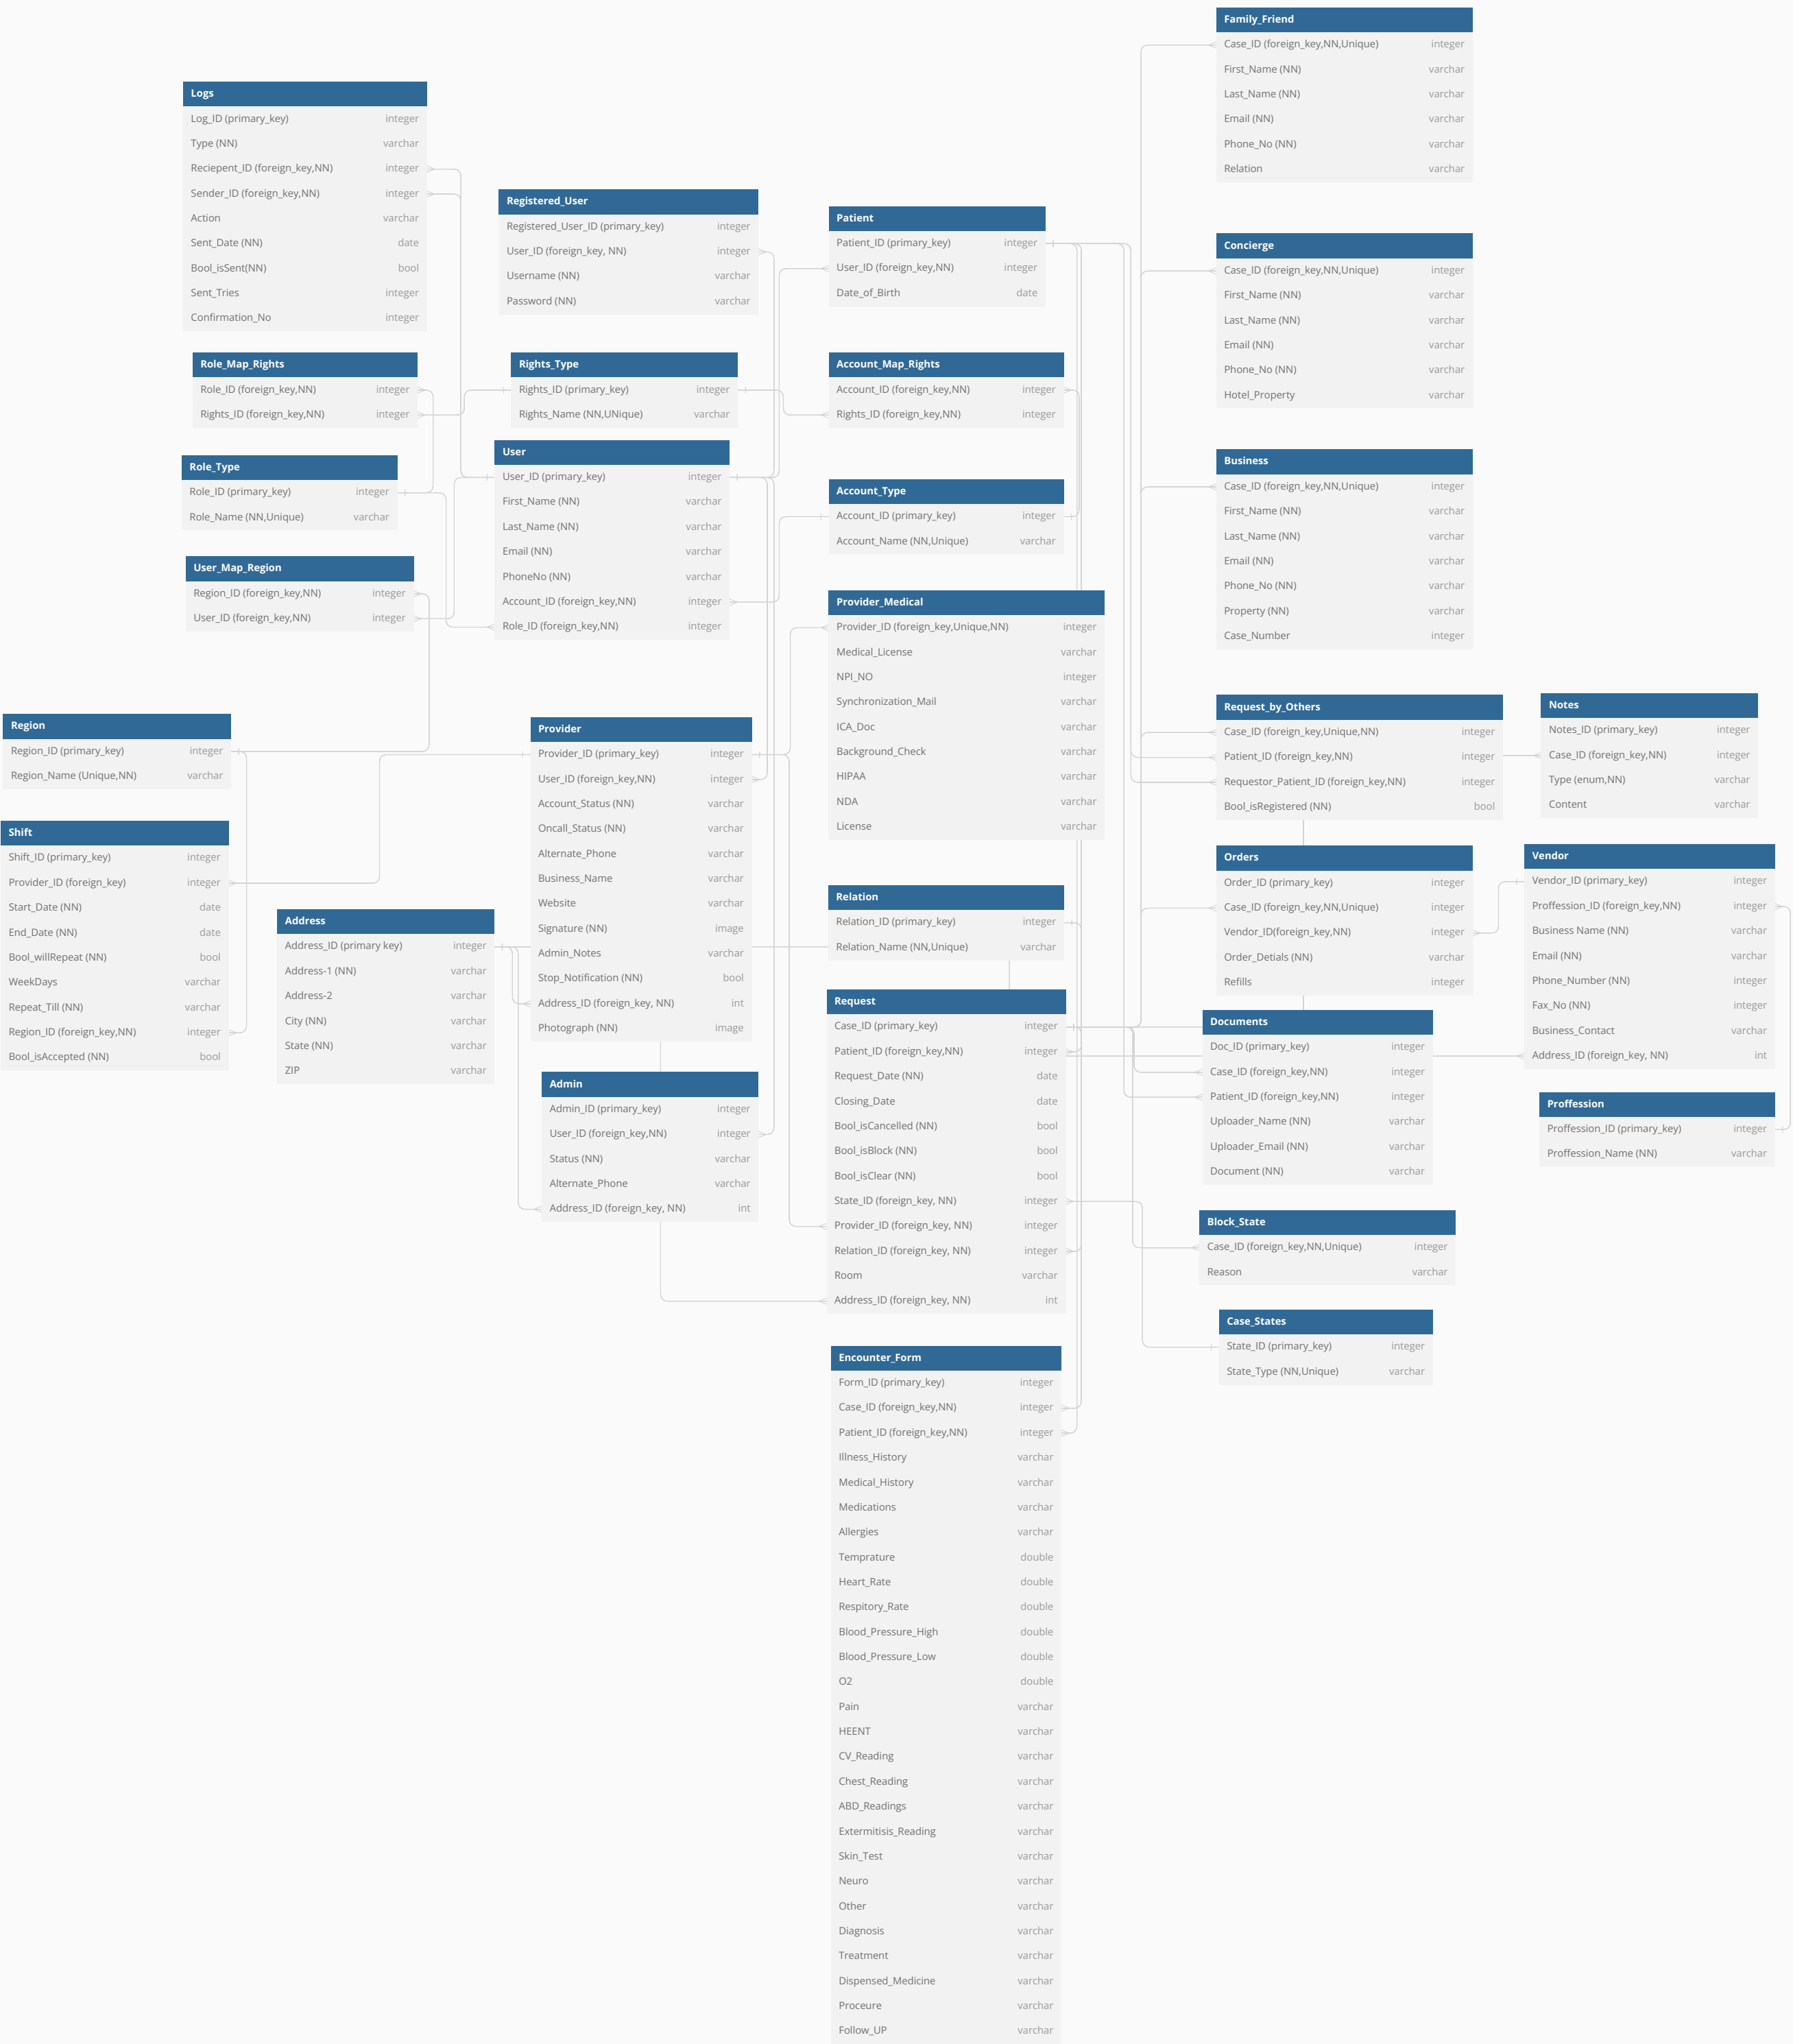 Family_Friend
Case_ID (foreign_key,NN,Unique) integer
First_Name (NN) varchar
Last_Name (NN) varchar
Email (NN) varchar
Phone_No (NN) varchar
Relation varchar
Logs
Log_ID (primary_key) integer
Type (NN) varchar
Reciepent_ID (foreign_key,NN) integer
Sender_ID (foreign_key,NN) integer
Action varchar
Sent_Date (NN) date
Bool_isSent(NN) bool
Sent_Tries integer
Confirmation_No integer
Registered_User
Registered_User_ID (primary_key) integer
User_ID (foreign_key, NN) integer
Username (NN) varchar
Password (NN) varchar
Patient
Patient_ID (primary_key) integer
User_ID (foreign_key,NN) integer
Date_of_Birth date
Concierge
Case_ID (foreign_key,NN,Unique) integer
First_Name (NN) varchar
Last_Name (NN) varchar
Email (NN) varchar
Phone_No (NN) varchar
Hotel_Property varchar
Role_Map_Rights
Role_ID (foreign_key,NN) integer
Rights_ID (foreign_key,NN) integer
Rights_Type
Rights_ID (primary_key) integer
Rights_Name (NN,UNique) varchar
Account_Map_Rights
Account_ID (foreign_key,NN) integer
Rights_ID (foreign_key,NN) integer
Role_Type
Role_ID (primary_key) integer
Role_Name (NN,Unique) varchar
User
User_ID (primary_key) integer
First_Name (NN) varchar
Last_Name (NN) varchar
Email (NN) varchar
PhoneNo (NN) varchar
Account_ID (foreign_key,NN) integer
Role_ID (foreign_key,NN) integer
Account_Type
Account_ID (primary_key) integer
Account_Name (NN,Unique) varchar
Business
Case_ID (foreign_key,NN,Unique) integer
First_Name (NN) varchar
Last_Name (NN) varchar
Email (NN) varchar
Phone_No (NN) varchar
Property (NN) varchar
Case_Number integer
User_Map_Region
Region_ID (foreign_key,NN) integer
User_ID (foreign_key,NN) integer
Provider_Medical
Provider_ID (foreign_key,Unique,NN) integer
Medical_License varchar
NPI_NO integer
Synchronization_Mail varchar
ICA_Doc varchar
Background_Check varchar
HIPAA varchar
NDA varchar
License varchar
Region
Region_ID (primary_key) integer
Region_Name (Unique,NN) varchar
Provider
Provider_ID (primary_key) integer
User_ID (foreign_key,NN) integer
Account_Status (NN) varchar
Oncall_Status (NN) varchar
Alternate_Phone varchar
Business_Name varchar
Website varchar
Signature (NN) image
Admin_Notes varchar
Stop_Notification (NN) bool
Address_ID (foreign_key, NN) int
Photograph (NN) image
Request_by_Others
Case_ID (foreign_key,Unique,NN) integer
Patient_ID (foreign_key,NN) integer
Requestor_Patient_ID (foreign_key,NN) integer
Bool_isRegistered (NN) bool
Notes
Notes_ID (primary_key) integer
Case_ID (foreign_key,NN) integer
Type (enum,NN) varchar
Content varchar
Shift
Shift_ID (primary_key) integer
Provider_ID (foreign_key) integer
Start_Date (NN) date
End_Date (NN) date
Bool_willRepeat (NN) bool
WeekDays varchar
Repeat_Till (NN) varchar
Region_ID (foreign_key,NN) integer
Bool_isAccepted (NN) bool
Address
Address_ID (primary key) integer
Address-1 (NN) varchar
Address-2 varchar
City (NN) varchar
State (NN) varchar
ZIP varchar
Relation
Relation_ID (primary_key) integer
Relation_Name (NN,Unique) varchar
Orders
Order_ID (primary_key) integer
Case_ID (foreign_key,NN,Unique) integer
Vendor_ID(foreign_key,NN) integer
Order_Detials (NN) varchar
Refills integer
Vendor
Vendor_ID (primary_key) integer
Proffession_ID (foreign_key,NN) integer
Business Name (NN) varchar
Email (NN) varchar
Phone_Number (NN) integer
Fax_No (NN) integer
Business_Contact varchar
Address_ID (foreign_key, NN) int
Request
Case_ID (primary_key) integer
Patient_ID (foreign_key,NN) integer
Request_Date (NN) date
Closing_Date date
Bool_isCancelled (NN) bool
Bool_isBlock (NN) bool
Bool_isClear (NN) bool
State_ID (foreign_key, NN) integer
Provider_ID (foreign_key, NN) integer
Relation_ID (foreign_key, NN) integer
Room varchar
Address_ID (foreign_key, NN) int
Documents
Doc_ID (primary_key) integer
Case_ID (foreign_key,NN) integer
Patient_ID (foreign_key,NN) integer
Uploader_Name (NN) varchar
Uploader_Email (NN) varchar
Document (NN) varchar
Admin
Admin_ID (primary_key) integer
User_ID (foreign_key,NN) integer
Status (NN) varchar
Alternate_Phone varchar
Address_ID (foreign_key, NN) int
Proffession
Proffession_ID (primary_key) integer
Proffession_Name (NN) varchar
Block_State
Case_ID (foreign_key,NN,Unique) integer
Reason varchar
Case_States
State_ID (primary_key) integer
State_Type (NN,Unique) varchar
Encounter_Form
Form_ID (primary_key) integer
Case_ID (foreign_key,NN) integer
Patient_ID (foreign_key,NN) integer
Illness_History varchar
Medical_History varchar
Medications varchar
Allergies varchar
Temprature double
Heart_Rate double
Respitory_Rate double
Blood_Pressure_High double
Blood_Pressure_Low double
O2 double
Pain varchar
HEENT varchar
CV_Reading varchar
Chest_Reading varchar
ABD_Readings varchar
Extermitisis_Reading varchar
Skin_Test varchar
Neuro varchar
Other varchar
Diagnosis varchar
Treatment varchar
Dispensed_Medicine varchar
Proceure varchar
Follow_UP varchar